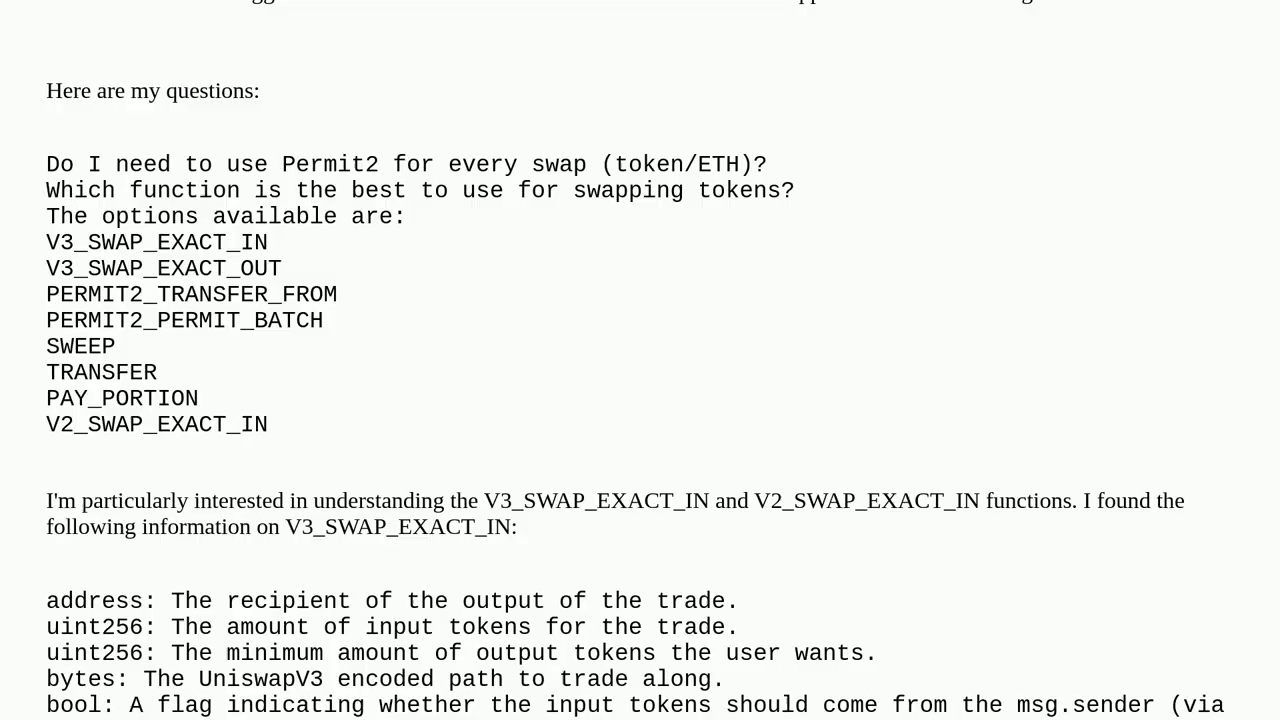 Here are my questions:
Do I need to use Permit2 for every swap (token/ETH)?
Which function is the best to use for swapping tokens?
The options available are:
V3_SWAP_EXACT_IN
V3_SWAP_EXACT_OUT
PERMIT2_TRANSFER_FROM
PERMIT2_PERMIT_BATCH
SWEEP
TRANSFER
PAY_PORTION
V2_SWAP_EXACT_IN
I'm particularly interested in understanding the V3_SWAP_EXACT_IN and V2_SWAP_EXACT_IN functions. I found the
following information on V3_SWAP_EXACT_IN:
address: The recipient of the output of the trade.
uint256: The amount of input tokens for the trade.
uint256: The minimum amount of output tokens the user wants.
bytes: The UniswapV3 encoded path to trade along.
bool: A flag indicating whether the input tokens should come from the msg.sender (via